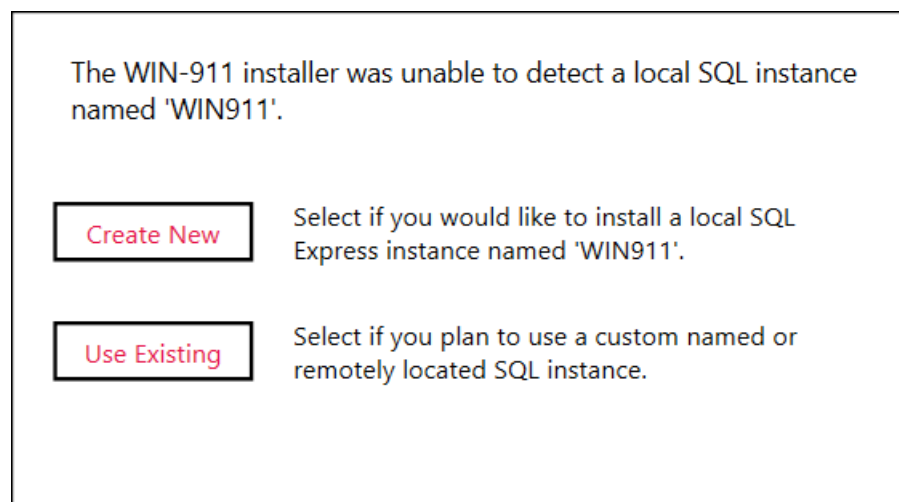 The WIN-911 installer was unable to detect a local SQL instance
named 'WIN911'.
Create New
Select if you would like to install a local SQL
Express instance named 'WIN911'.
Use Existing
Select if you plan to use a custom named or
remotely located SQL instance.